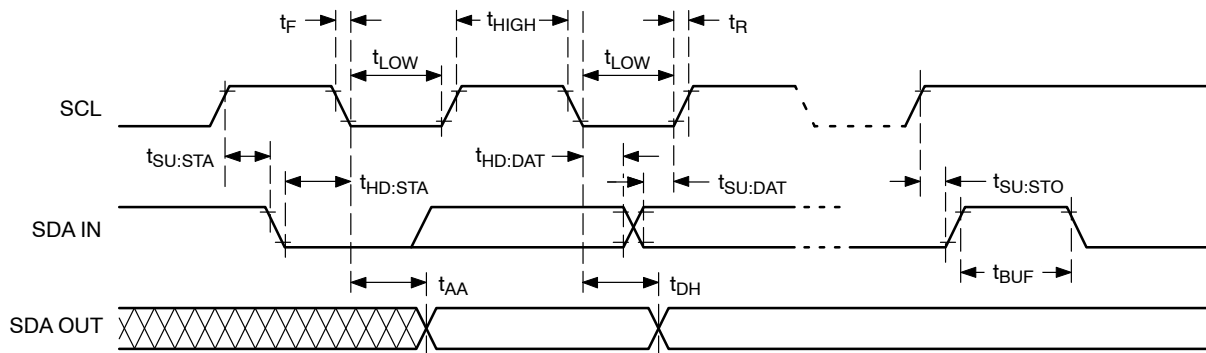 tF
tHIGH
tR
tLOW
tLOW
SCL
tSU:STA
tHD:STA
tHD:DAT
tSU:DAT
tSU:STO
SDA IN
tAA
tDH
tBUF
SDA OUT